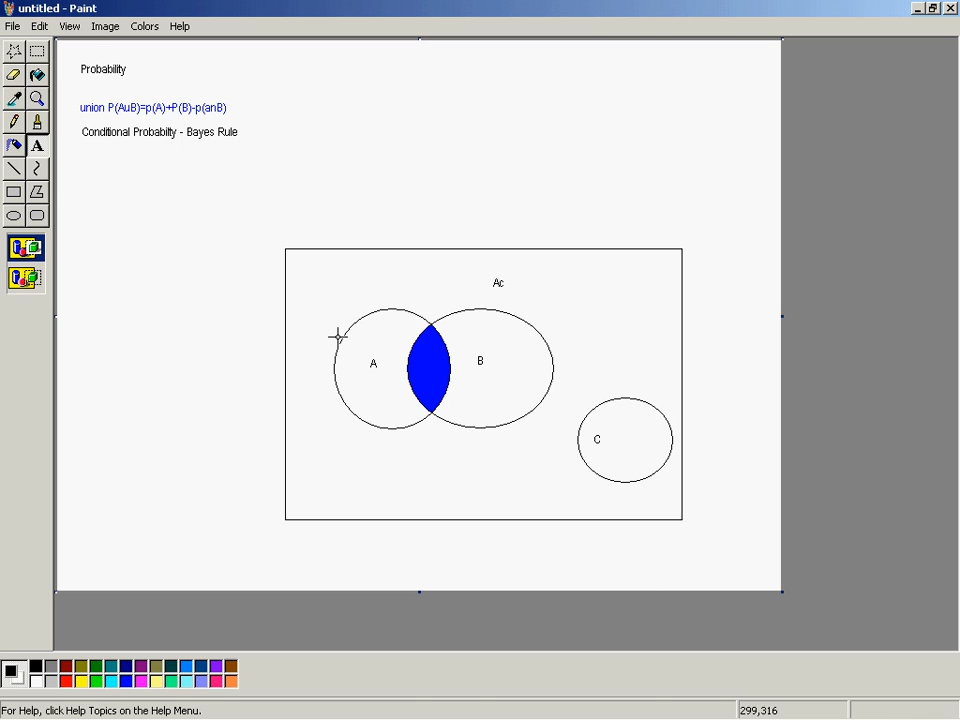 untitled - Paint
File Edit View Image Colors Help
Probability
union P(AuB)=p(A)+P(B)-p(anB)
Conditional Probabilty - Bayes Rule
A
Ac
A
B
C
For Help, click Help Topics on the Help Menu.
299,316